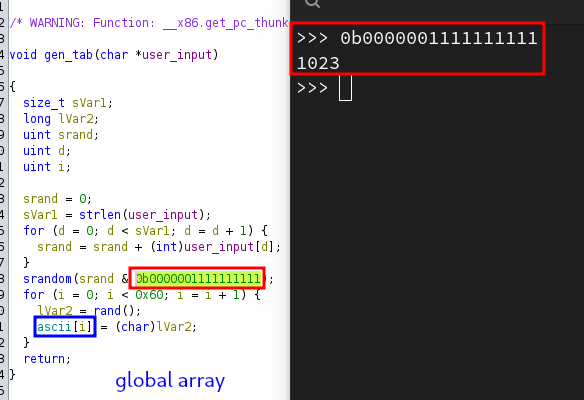 /* WARNING: Function: __x86.get_pc_thunk
void gen_tab(char *user_input)
{
size_t sVar1;
long lVar2;
uint srand;
uint d;
uint i;
srand = 0;
sVar1 = strlen(user_input);
for (d = 0; d < sVar1; d = d + 1) {
srand = srand + (int)user_input[d];
}
srandom(srand & 0b0000001111111111);
for (i = 0; i < 0x60; i = i + 1) {
lVar2 = rand();
ascii[i] = (char)lVar2;
}
return;
}
global array
>>> 0b0000001111111111
1023
>>>